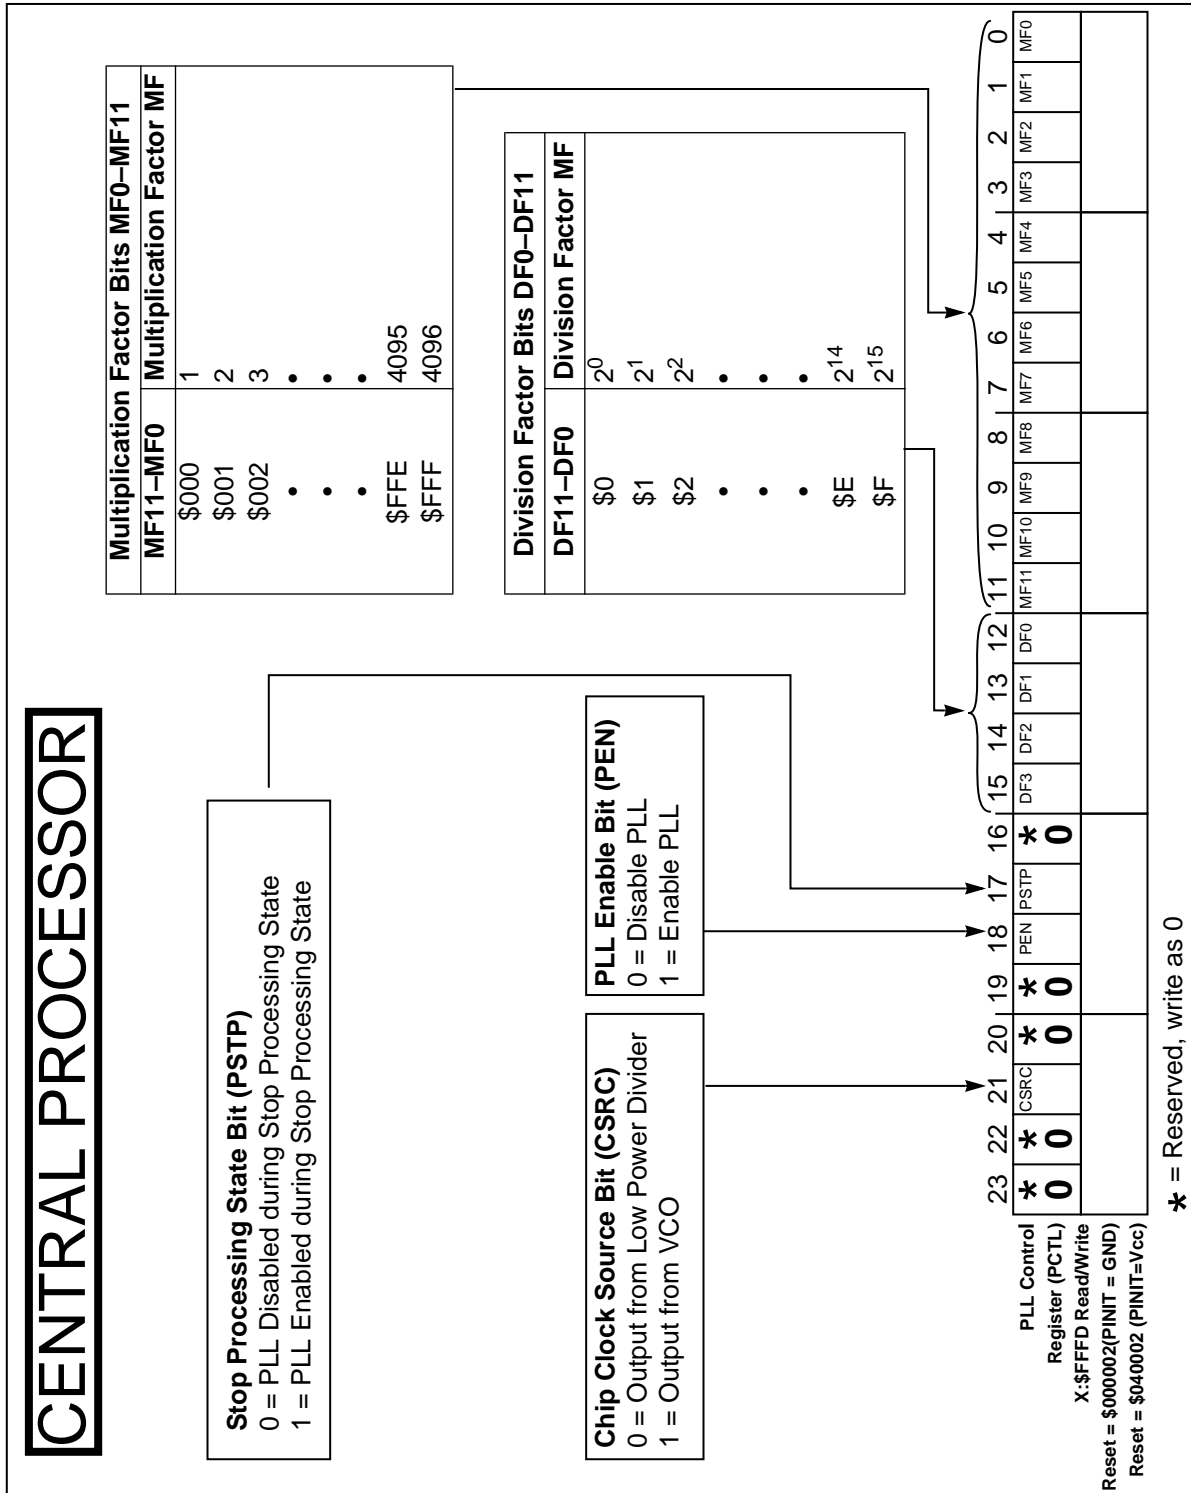 CENTRAL PROCESSOR
Stop Processing State Bit (PSTP)
0 = PLL Disabled during Stop Processing State
1 = PLL Enabled during Stop Processing State
Multiplication Factor Bits MF0–MF11
MF11–MF0 Multiplication Factor MF
$000 1
$001 2
$002 3
• •
• •
• •
$FFE 4095
$FFF 4096
Chip Clock Source Bit (CSRC)
0 = Output from Low Power Divider
1 = Output from VCO
PLL Enable Bit (PEN)
0 = Disable PLL
1 = Enable PLL
Division Factor Bits DF0–DF11
DF11–DF0 Division Factor MF
$0 2^0
$1 2^1
$2 2^2
• •
• •
• •
$E 2^14
$F 2^15
23 22 21 20 19 18 17 16 15 14 13 12 11 10 9 8 7 6 5 4 3 2 1 0
* * CSRC * * PEN PSTP * DF3 DF2 DF1 DF0 MF11 MF10 MF9 MF8 MF7 MF6 MF5 MF4 MF3 MF2 MF1 MF0
0 0 0 0 0
PLL Control
Register (PCTL)
X:$FFFD Read/Write
Reset = $000002(PINIT = GND)
Reset = $040002 (PINIT=Vcc)
* = Reserved, write as 0